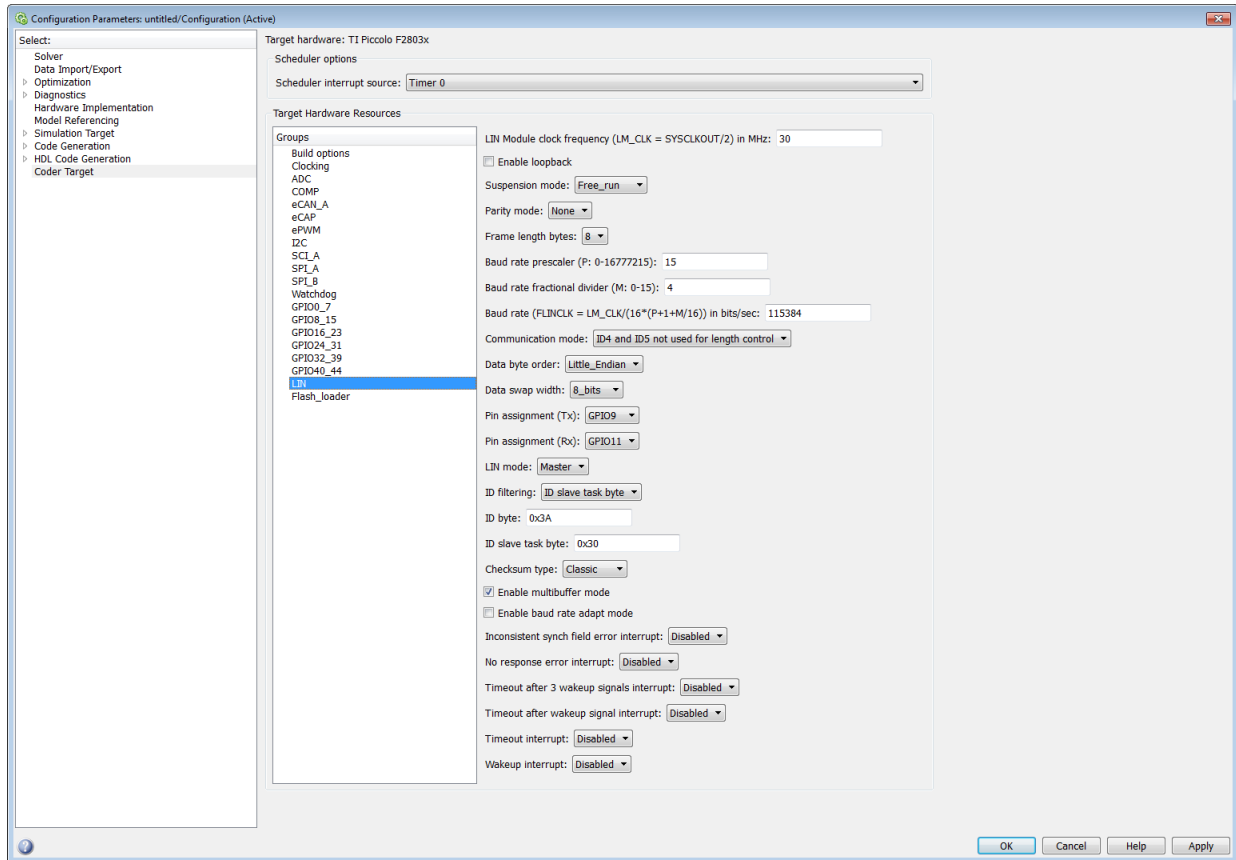 Configuration Parameters: untitled/Configuration (Active)
Select:
Solver
Data Import/Export
Optimization
Diagnostics
Hardware Implementation
Model Referencing
Simulation Target
Code Generation
HDL Code Generation
Coder Target
Target hardware: TI Piccolo F2803x
Scheduler options
Scheduler interrupt source: Timer 0
Target Hardware Resources
Groups
Build options
Clocking
ADC
COMP
eCAN_A
eCAP
ePWM
I2C
SCI_A
SPI_A
SPI_B
Watchdog
GPIO0_7
GPIO8_15
GPIO16_23
GPIO24_31
GPIO32_39
GPIO40_44
LIN
Flash_loader
LIN Module clock frequency (LM_CLK = SYSCLKOUT/2) in MHz: 30
Enable loopback
Suspension mode: Free_run
Parity mode: None
Frame length bytes: 8
Baud rate prescaler (P: 0-16777215): 15
Baud rate fractional divider (M: 0-15): 4
Baud rate (FLINCLK = LM_CLK/(16*(P+1+M/16)) in bits/sec: 115384
Communication mode: ID4 and ID5 not used for length control
Data byte order: Little_Endian
Data swap width: 8_bits
Pin assignment (Tx): GPIO9
Pin assignment (Rx): GPIO11
LIN mode: Master
ID filtering: ID slave task byte
ID byte: 0x3A
ID slave task byte: 0x30
Checksum type: Classic
Enable multibuffer mode
Enable baud rate adapt mode
Inconsistent synch field error interrupt: Disabled
No response error interrupt: Disabled
Timeout after 3 wakeup signals interrupt: Disabled
Timeout after wakeup signal interrupt: Disabled
Timeout interrupt: Disabled
Wakeup interrupt: Disabled
OK Cancel Help Apply